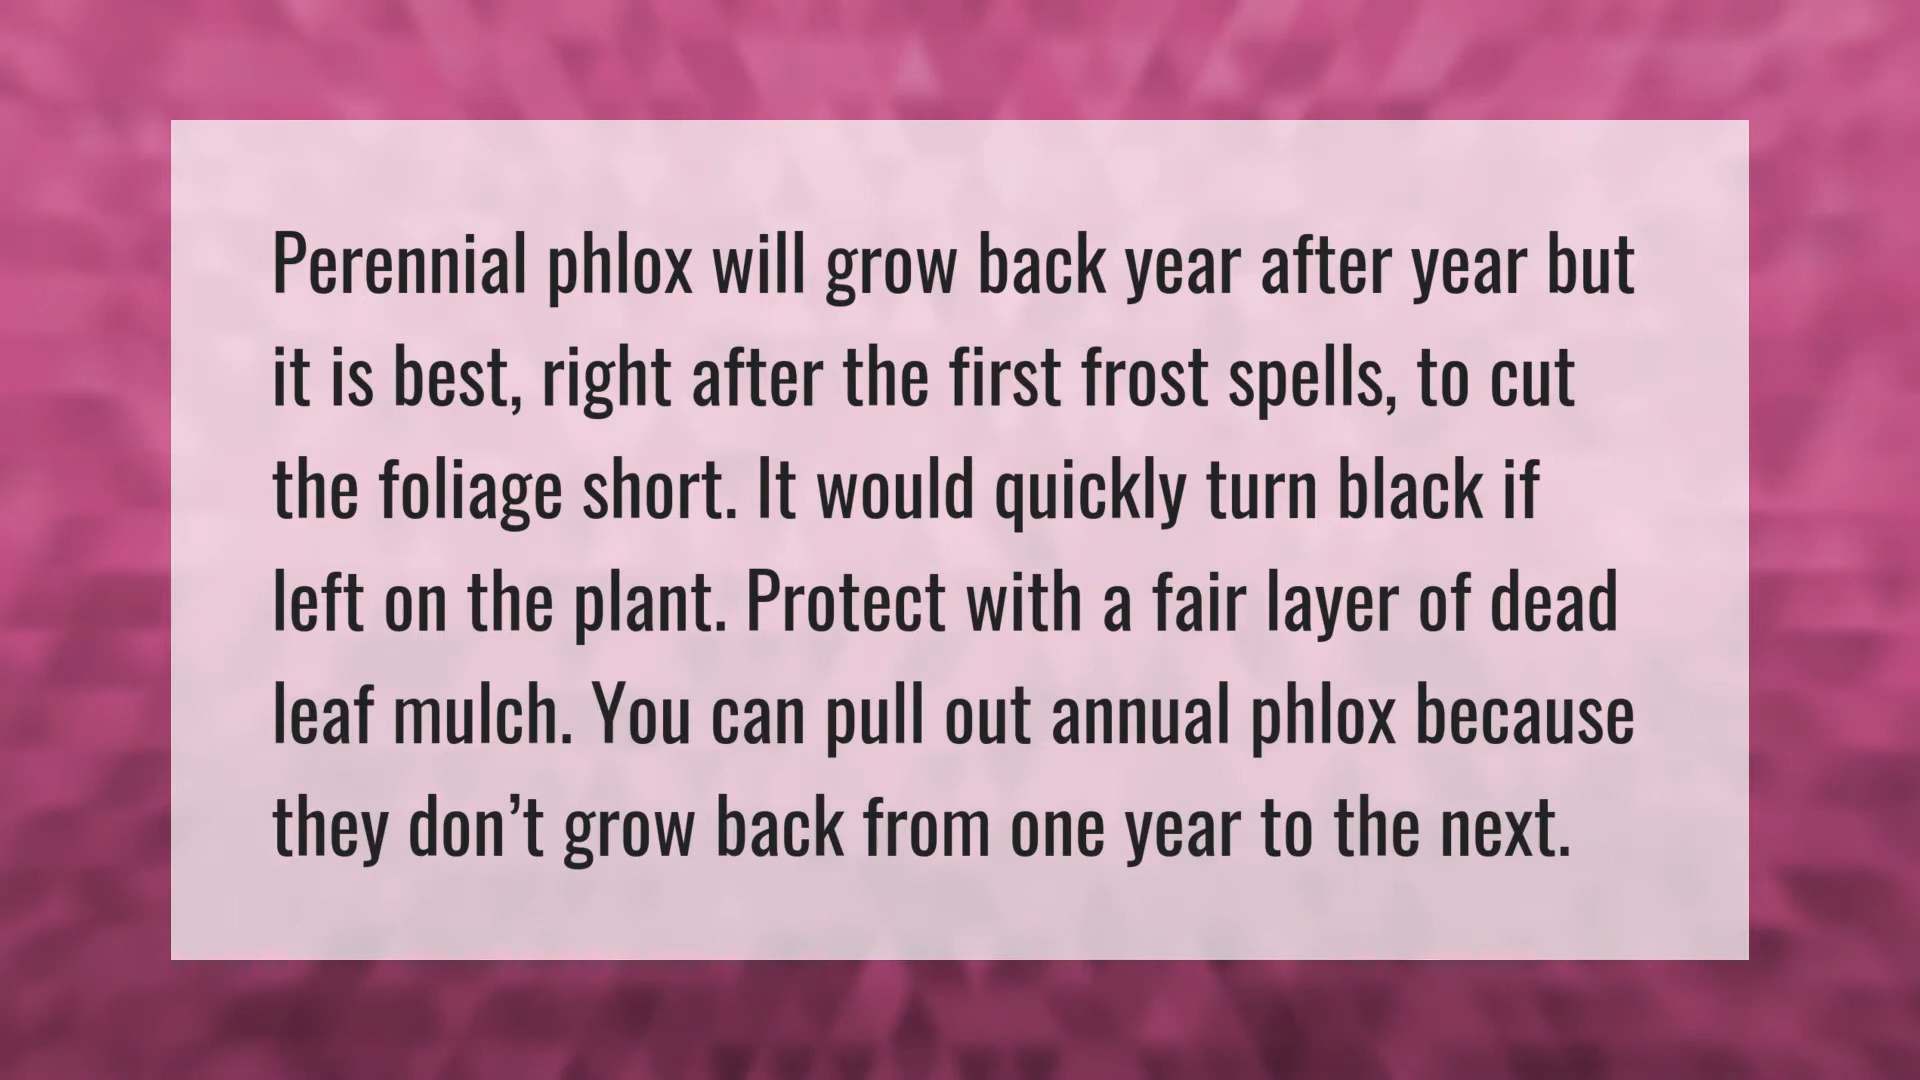 Perennial phlox will grow back year after year but
it is best, right after the first frost spells, to cut
the foliage short. It would quickly turn black if
left on the plant. Protect with a fair layer of dead
leaf mulch. You can pull out annual phlox because
they don’t grow back from one year to the next.